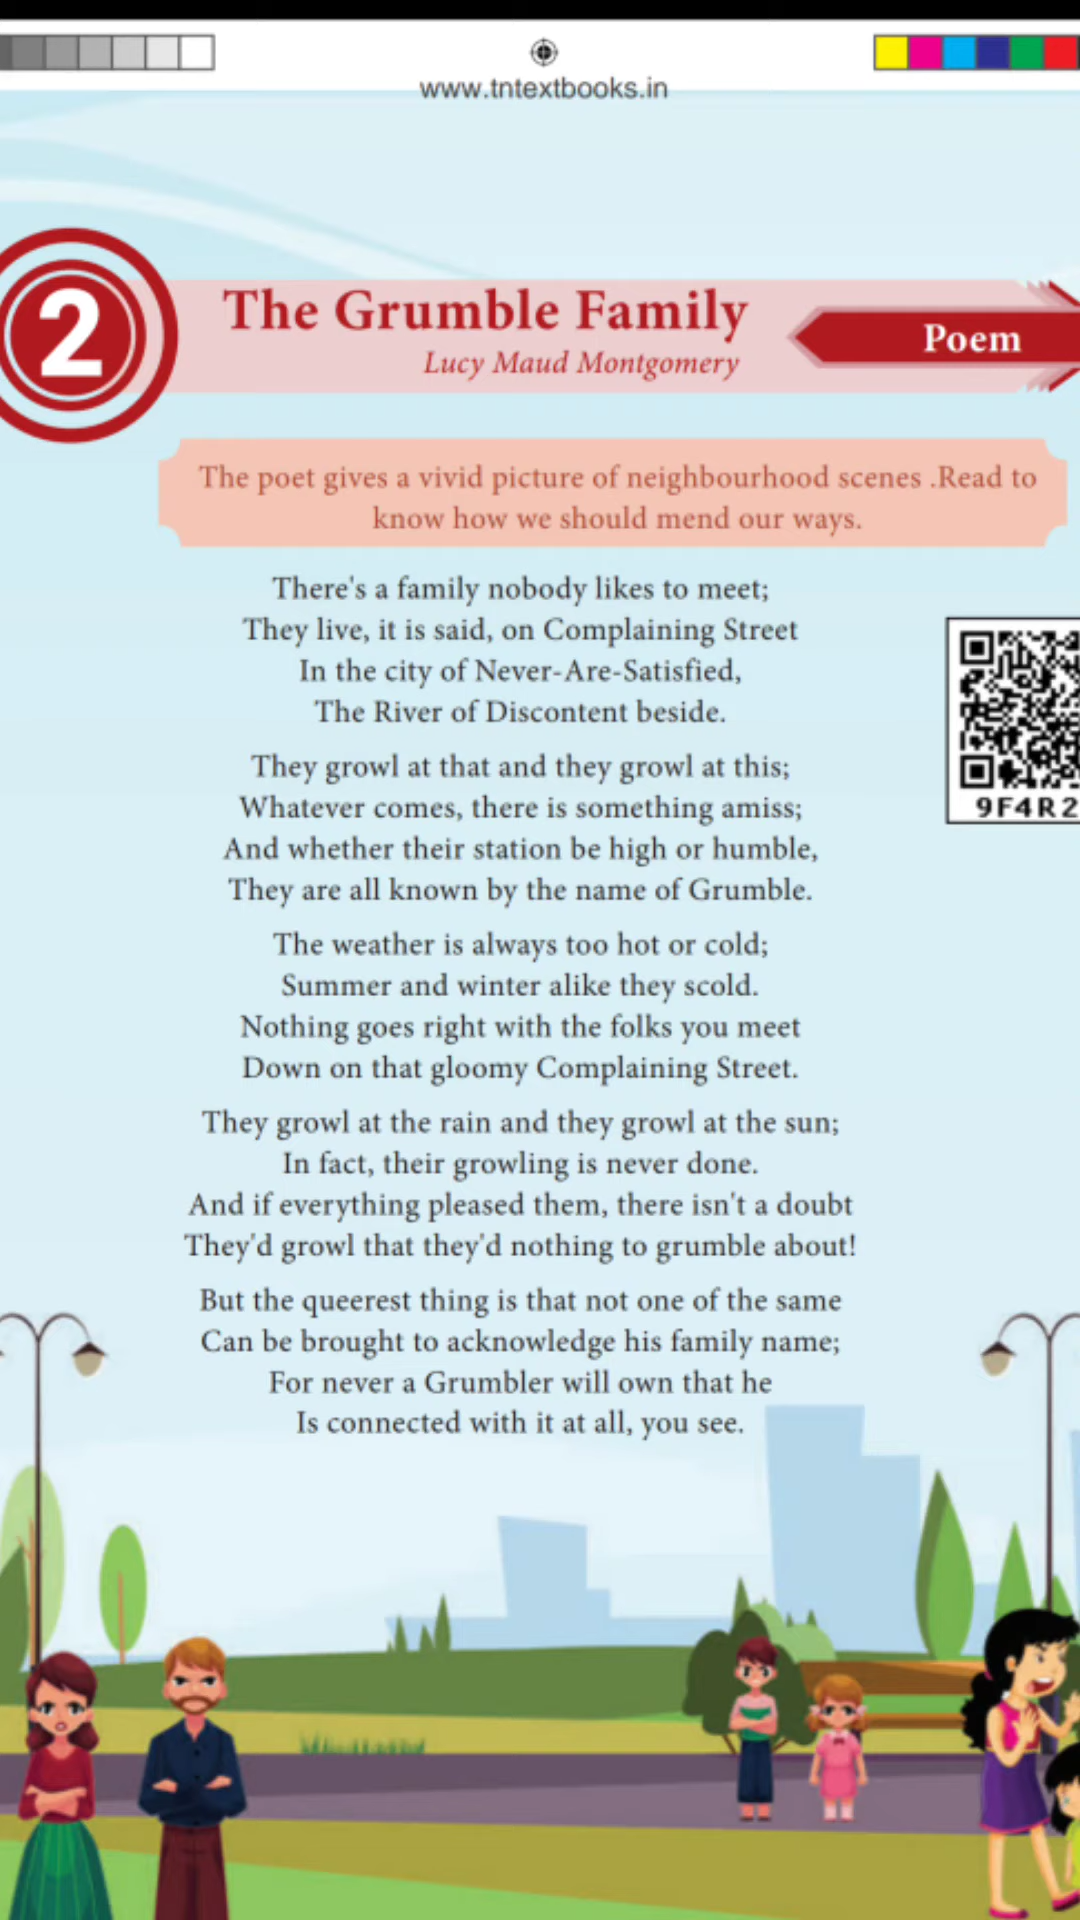 www.tntextbooks.in
2
The Grumble Family
Lucy Maud Montgomery
Poem
The poet gives a vivid picture of neighbourhood scenes .Read to
know how we should mend our ways.
There's a family nobody likes to meet;
They live, it is said, on Complaining Street
In the city of Never-Are-Satisfied,
The River of Discontent beside.
They growl at that and they growl at this;
Whatever comes, there is something amiss;
And whether their station be high or humble,
They are all known by the name of Grumble.
The weather is always too hot or cold;
Summer and winter alike they scold.
Nothing goes right with the folks you meet
Down on that gloomy Complaining Street.
They growl at the rain and they growl at the sun;
In fact, their growling is never done.
And if everything pleased them, there isn't a doubt
They'd growl that they'd nothing to grumble about!
But the queerest thing is that not one of the same
Can be brought to acknowledge his family name;
For never a Grumbler will own that he
Is connected with it at all, you see.
9F4R2